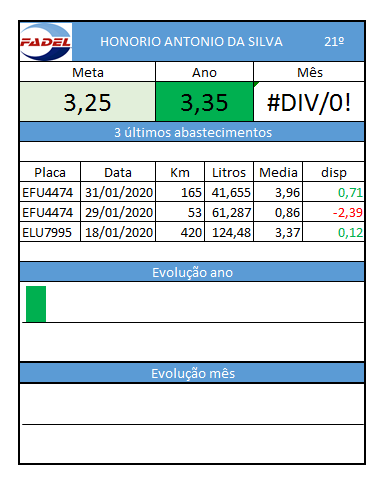 FADEL HONORIO ANTONIO DA SILVA 21º
Meta Ano Mês
3,25 3,35 #DIV/0!
3 últimos abastecimentos
Placa Data Km Litros Media disp
EFU4474 31/01/2020 165 41,655 3,96 0,71
EFU4474 29/01/2020 53 61,287 0,86 -2,39
ELU7995 18/01/2020 420 124,48 3,37 0,12
Evolução ano
Evolução mês